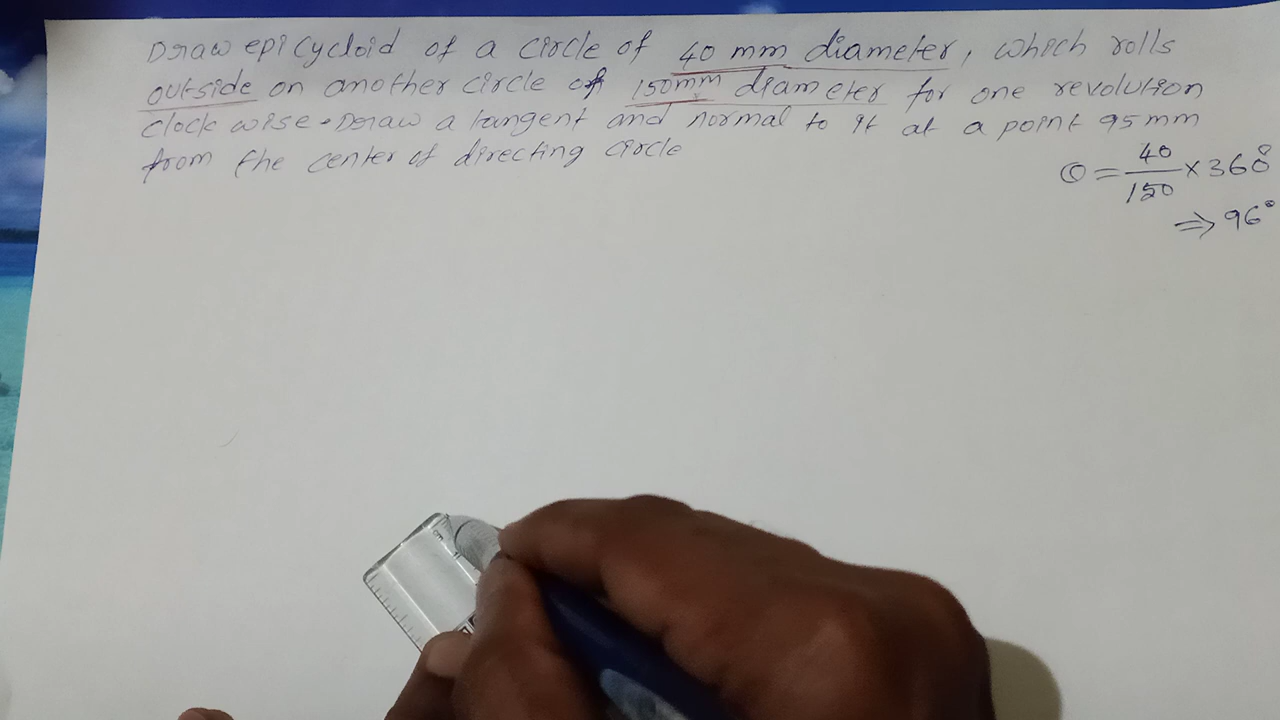 Draw epicycloid of a circle of 40 mm diameter, which rolls
outside on another circle of 150mm diameter for one revolution
clock wise. Draw a tangent and normal to it at a point 95mm
from the center of directing circle
θ = 40/150 × 360°
⇒ 96°